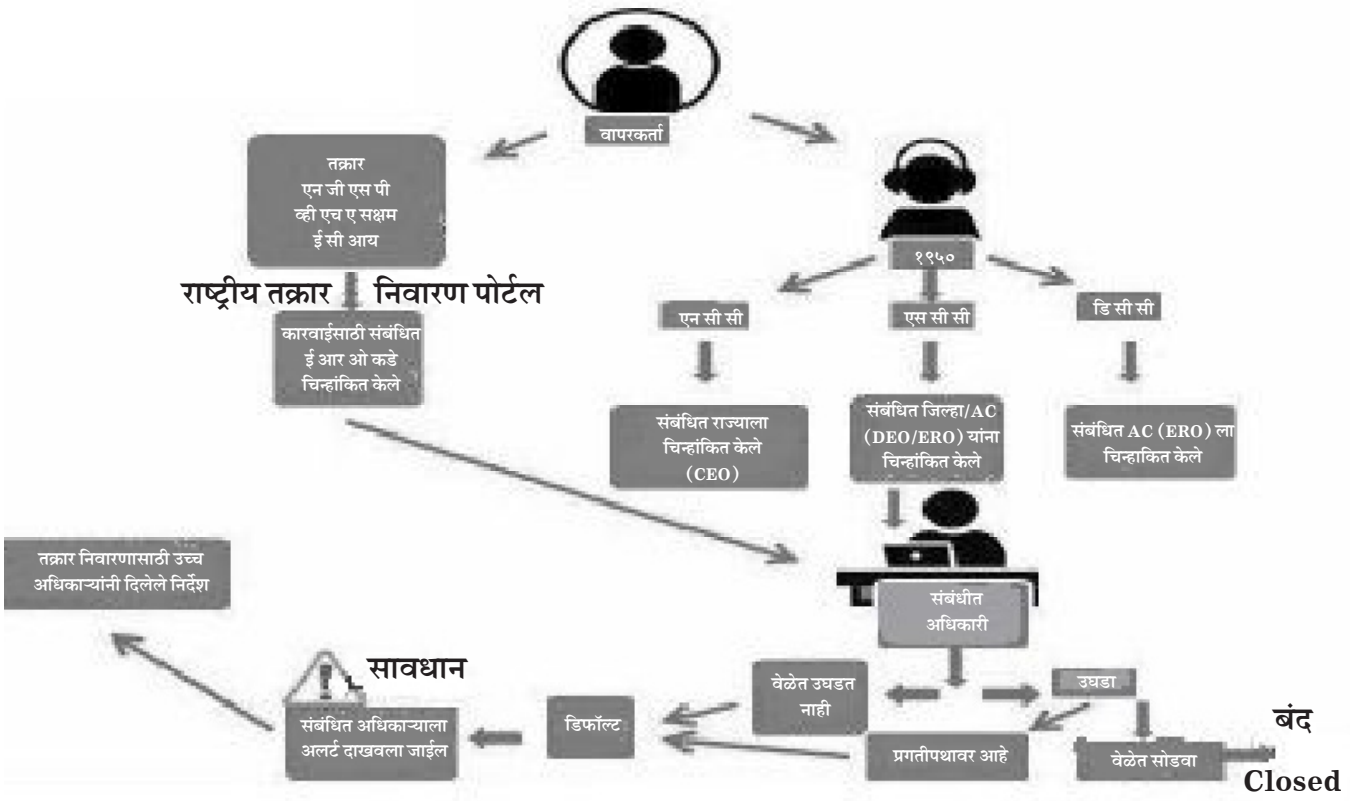 वापरकर्ता
तक्रार
एन जी एस पी
व्ही एच ए सक्षम
ई सी आय
१९५०
राष्ट्रीय तक्रार निवारण पोर्टल
कारवाईसाठी संबंधित
ई आर ओ कडे
चिन्हांकित केले
एन सी सी
एस सी सी
डि सी सी
संबंधित राज्याला
चिन्हांकित केले
(CEO)
संबंधित जिल्हा/AC
(DEO/ERO) यांना
चिन्हांकित केले
संबंधित AC (ERO) ला
चिन्हाकित केले
संबंधीत
अधिकारी
तक्रार निवारणासाठी उच्च
अधिकाऱ्यांनी दिलेले निर्देश
सावधान
संबंधित अधिकाऱ्याला
अलर्ट दाखवला जाईल
डिफॉल्ट
वेळेत उघडत
नाही
उघडा
प्रगतीपथावर आहे
वेळेत सोडवा
बंद
Closed